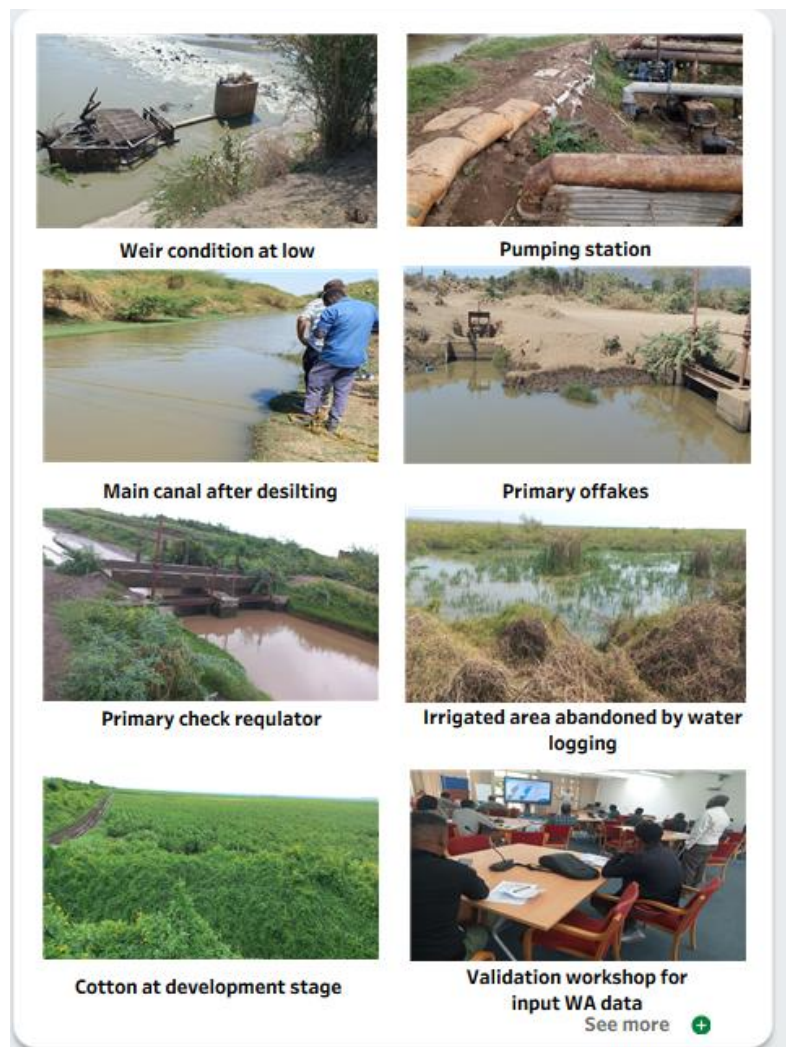 Weir condition at low
Pumping station
Main canal after desilting
Primary offakes
Primary check requlator
Irrigated area abandoned by water
logging
Cotton at development stage
Validation workshop for
input WA data
See more